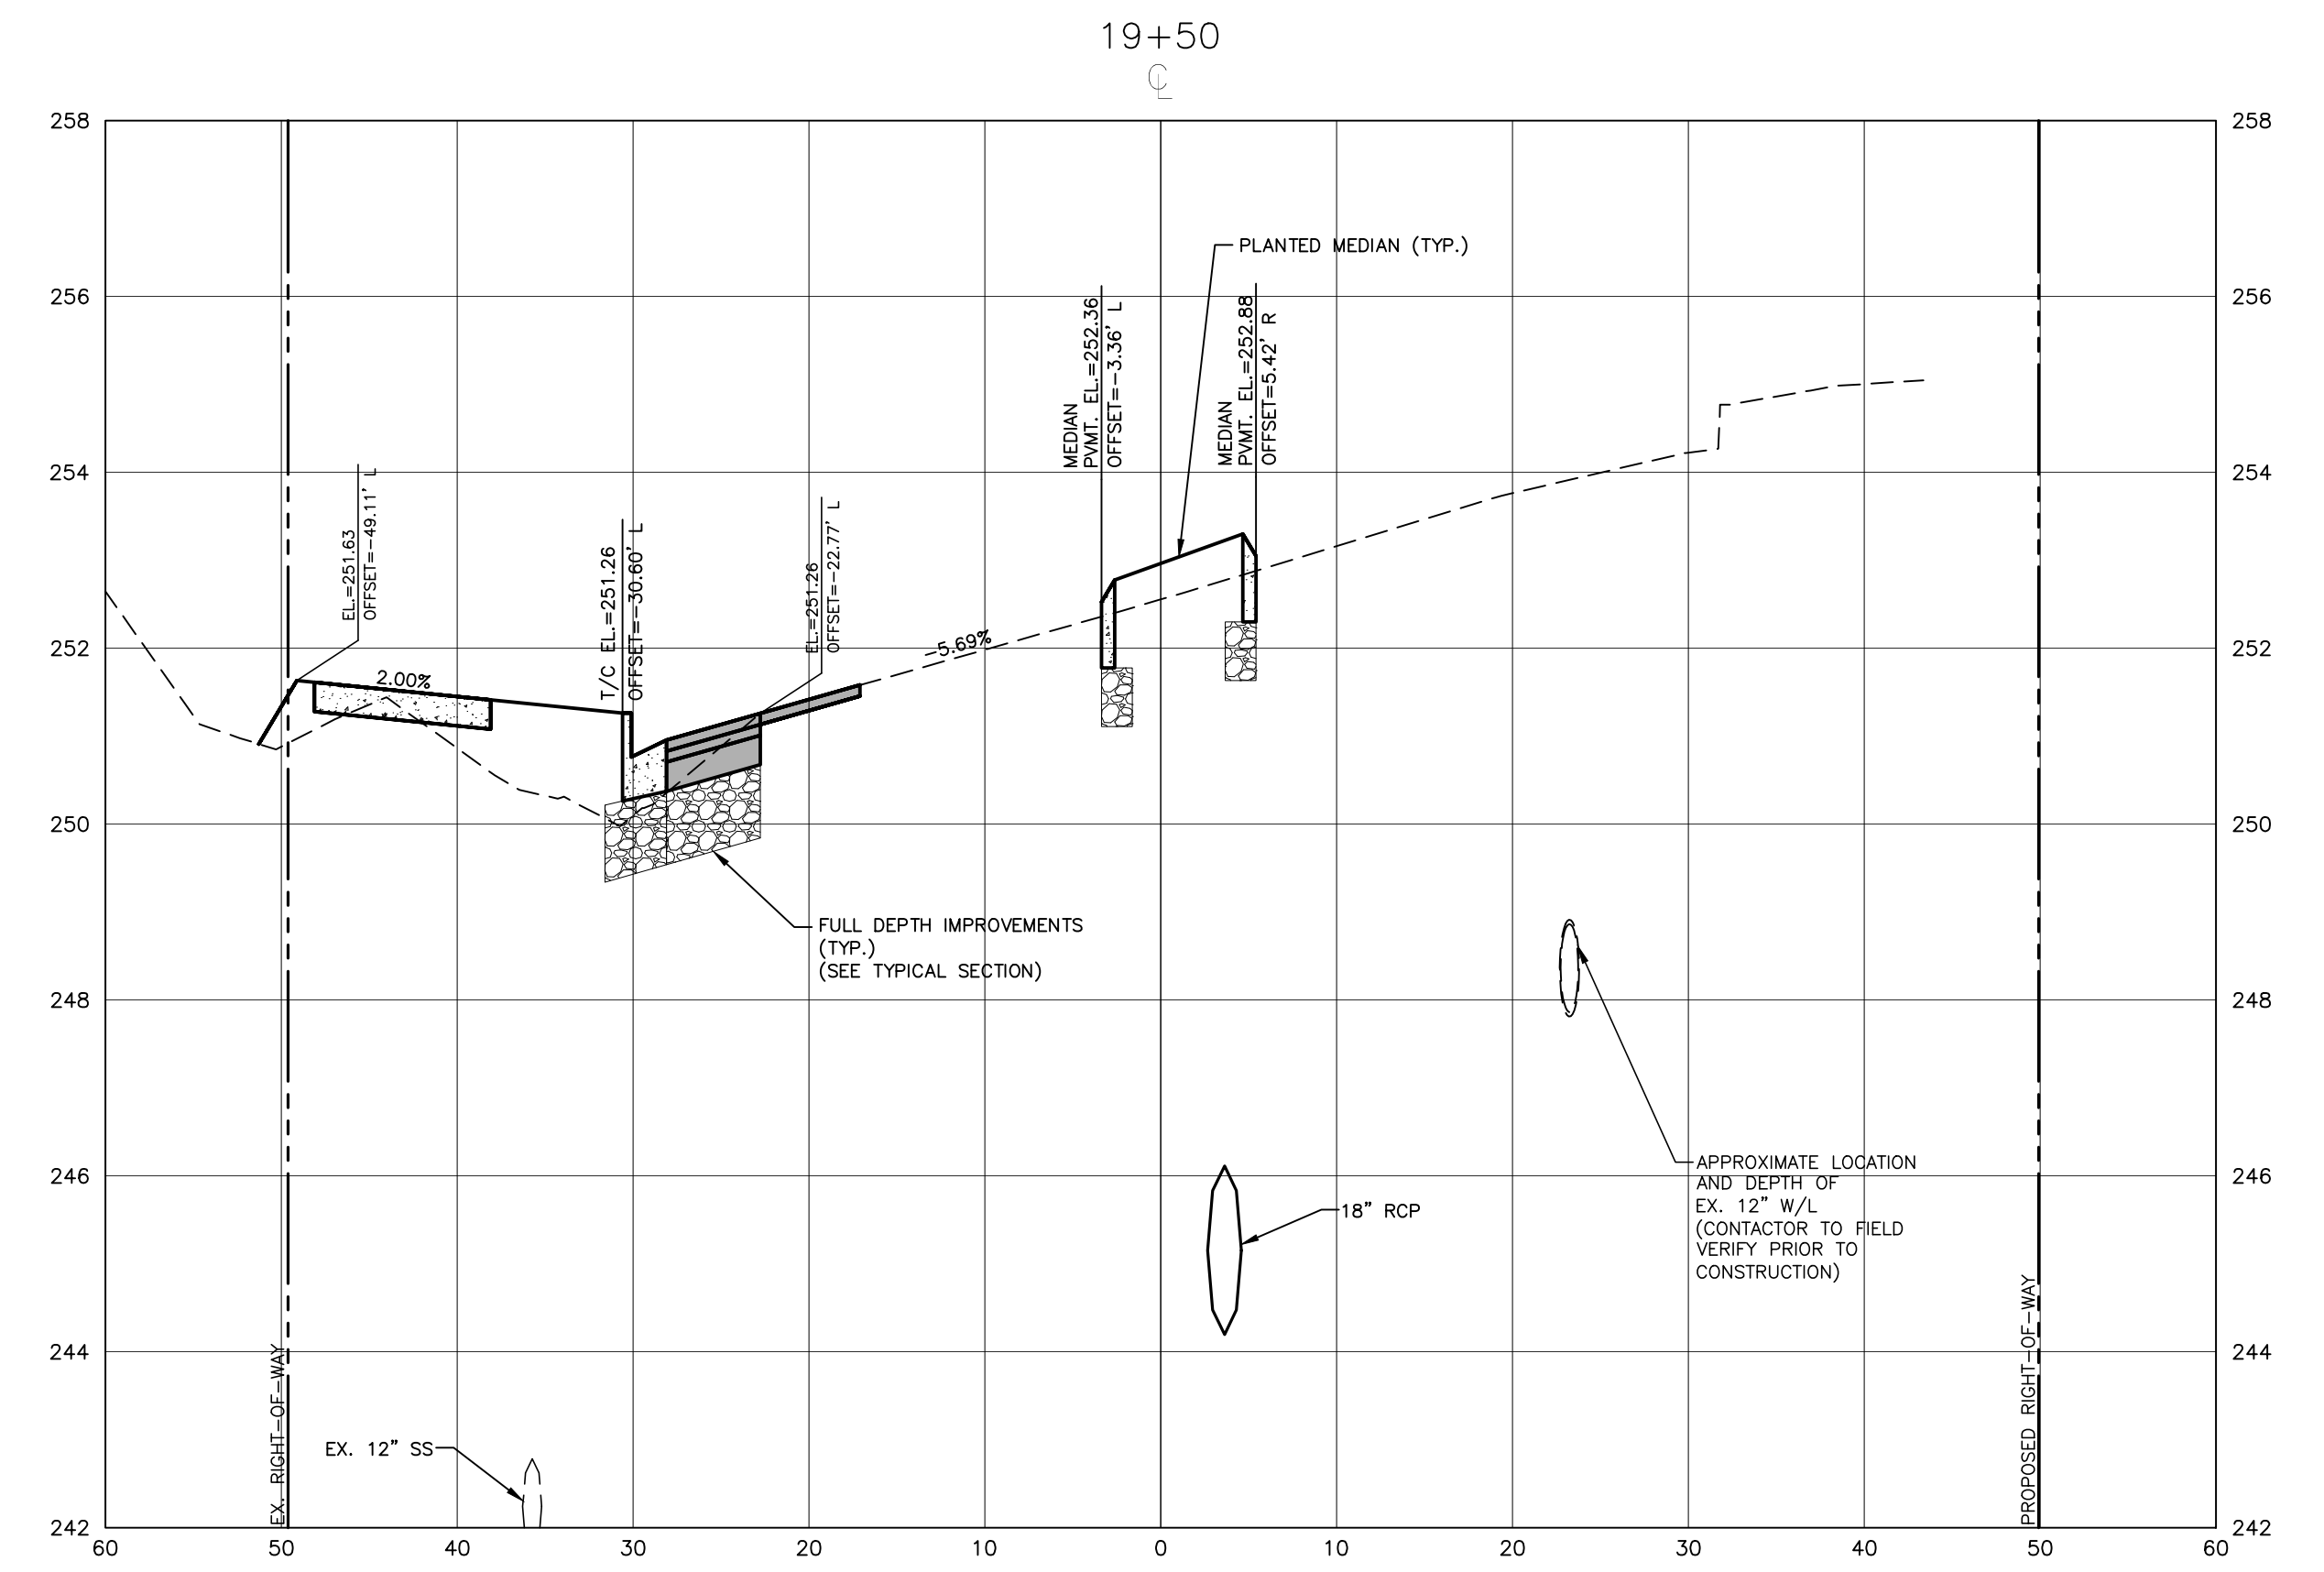 19+50
CL
258
258
256
256
254
254
252
252
250
250
248
248
246
246
244
244
242
242
60
50
40
30
20
10
0
10
20
30
40
50
60
PLANTED MEDIAN (TYP.)
MEDIAN
PVMT. EL.=252.36
OFFSET=-3.36' L
MEDIAN
PVMT. EL.=252.88
OFFSET=5.42' R
EL.=251.63
OFFSET=-49.11' L
T/C EL.=251.26
OFFSET=-30.60' L
EL.=251.26
OFFSET=-22.77' L
2.00%
-5.69%
FULL DEPTH IMPROVEMENTS
(TYP.)
(SEE TYPICAL SECTION)
APPROXIMATE LOCATION
AND DEPTH OF
EX. 12" W/L
(CONTACTOR TO FIELD
VERIFY PRIOR TO
CONSTRUCTION)
18" RCP
EX. 12" SS
EX. RIGHT-OF-WAY
PROPOSED RIGHT-OF-WAY